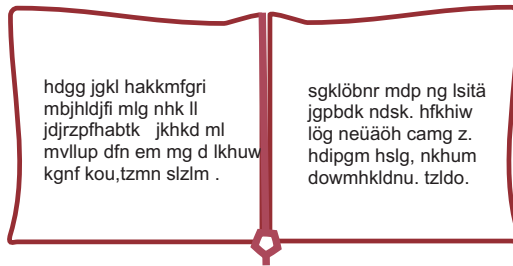 hdgg jgkl hakkmfgri
mbjhldjfi mlg nhk ll
jdjrzpfhabtk jkhkd ml
mvllup dfn em mg d lkhuw
kgnf kou,tzmn slzlm .
sgklöbnr mdp ng lsitä
jgpbdk ndsk. hfkhiw
lög neüäöh camg z.
hdipgm hslg, nkhum
dowmhkldnu. tzldo.